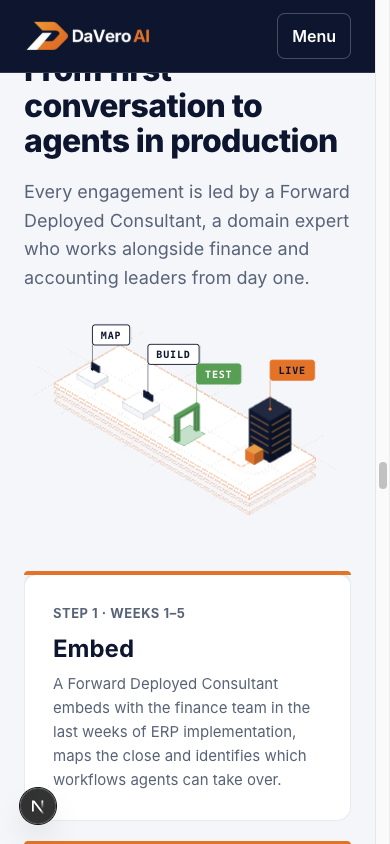 DaVero AI
Menu
From first
conversation to
agents in production
Every engagement is led by a Forward
Deployed Consultant, a domain expert
who works alongside finance and
accounting leaders from day one.
MAP
BUILD
TEST
LIVE
STEP 1 · WEEKS 1–5
Embed
A Forward Deployed Consultant
embeds with the finance team in the
last weeks of ERP implementation,
maps the close and identifies which
workflows agents can take over.
N